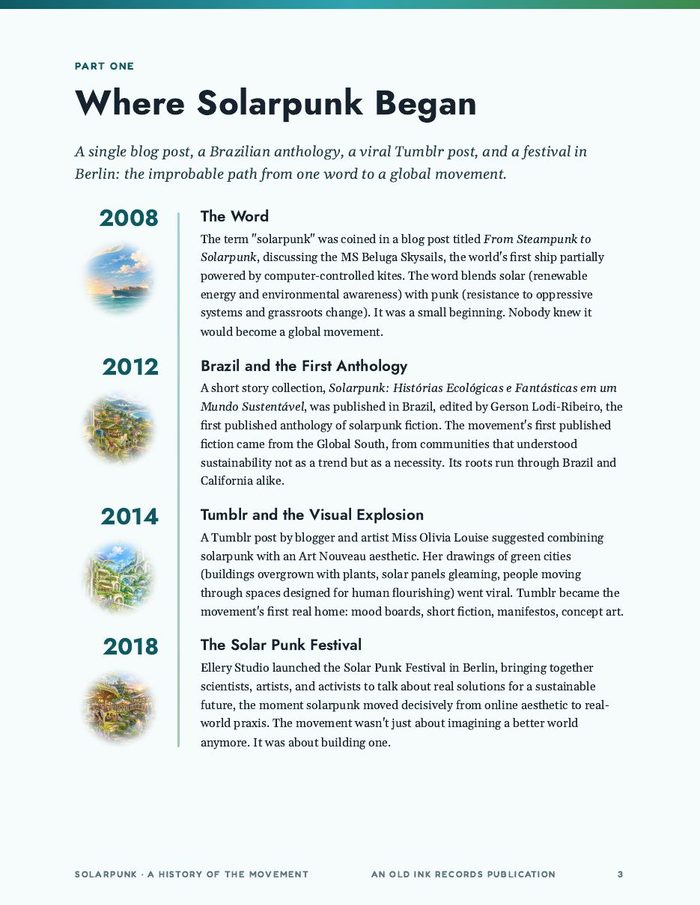 PART ONE
Where Solarpunk Began
A single blog post, a Brazilian anthology, a viral Tumblr post, and a festival in
Berlin: the improbable path from one word to a global movement.
2008
The Word
The term "solarpunk" was coined in a blog post titled From Steampunk to
Solarpunk, discussing the MS Beluga Skysails, the world's first ship partially
powered by computer-controlled kites. The word blends solar (renewable
energy and environmental awareness) with punk (resistance to oppressive
systems and grassroots change). It was a small beginning. Nobody knew it
would become a global movement.
2012
Brazil and the First Anthology
A short story collection, Solarpunk: Histórias Ecológicas e Fantásticas em um
Mundo Sustentável, was published in Brazil, edited by Gerson Lodi-Ribeiro, the
first published anthology of solarpunk fiction. The movement's first published
fiction came from the Global South, from communities that understood
sustainability not as a trend but as a necessity. Its roots run through Brazil and
California alike.
2014
Tumblr and the Visual Explosion
A Tumblr post by blogger and artist Miss Olivia Louise suggested combining
solarpunk with an Art Nouveau aesthetic. Her drawings of green cities
(buildings overgrown with plants, solar panels gleaming, people moving
through spaces designed for human flourishing) went viral. Tumblr became the
movement's first real home: mood boards, short fiction, manifestos, concept art.
2018
The Solar Punk Festival
Ellery Studio launched the Solar Punk Festival in Berlin, bringing together
scientists, artists, and activists to talk about real solutions for a sustainable
future, the moment solarpunk moved decisively from online aesthetic to real-
world praxis. The movement wasn't just about imagining a better world
anymore. It was about building one.
SOLARPUNK · A HISTORY OF THE MOVEMENT
AN OLD INK RECORDS PUBLICATION
3